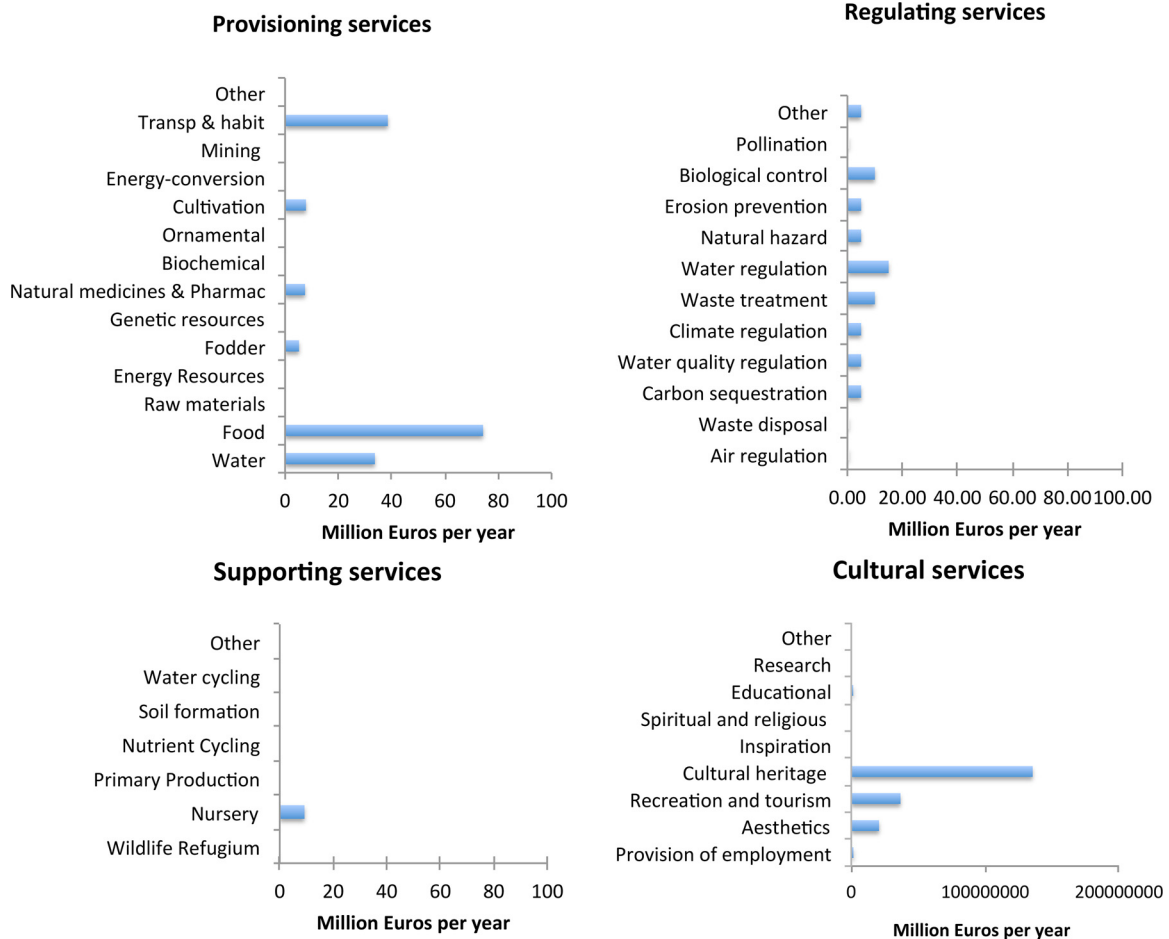 Provisioning services
Other
Transp & habit
Mining
Energy-conversion
Cultivation
Ornamental
Biochemical
Natural medicines & Pharmac
Genetic resources
Fodder
Energy Resources
Raw materials
Food
Water
0 20 40 60 80 100
Million Euros per year
Regulating services
Other
Pollination
Biological control
Erosion prevention
Natural hazard
Water regulation
Waste treatment
Climate regulation
Water quality regulation
Carbon sequestration
Waste disposal
Air regulation
0.00 20.00 40.00 60.00 80.00 100.00
Million Euros per year
Supporting services
Other
Water cycling
Soil formation
Nutrient Cycling
Primary Production
Nursery
Wildlife Refugium
0 20 40 60 80 100
Million Euros per year
Cultural services
Other
Research
Educational
Spiritual and religious
Inspiration
Cultural heritage
Recreation and tourism
Aesthetics
Provision of employment
0 100000000 200000000
Million Euros per year